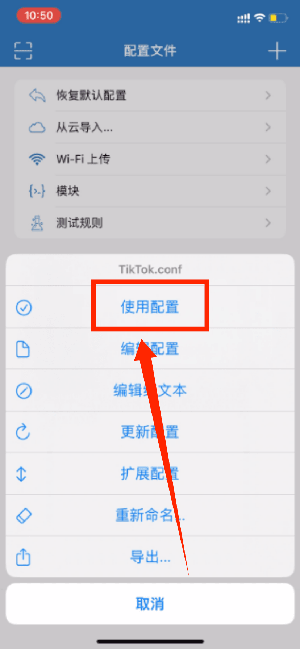 10:50
配置文件
恢复默认配置
从云导入...
Wi-Fi 上传
模块
测试规则
TikTok.conf
使用配置
编辑配置
编辑纯文本
更新配置
扩展配置
重新命名...
导出...
取消